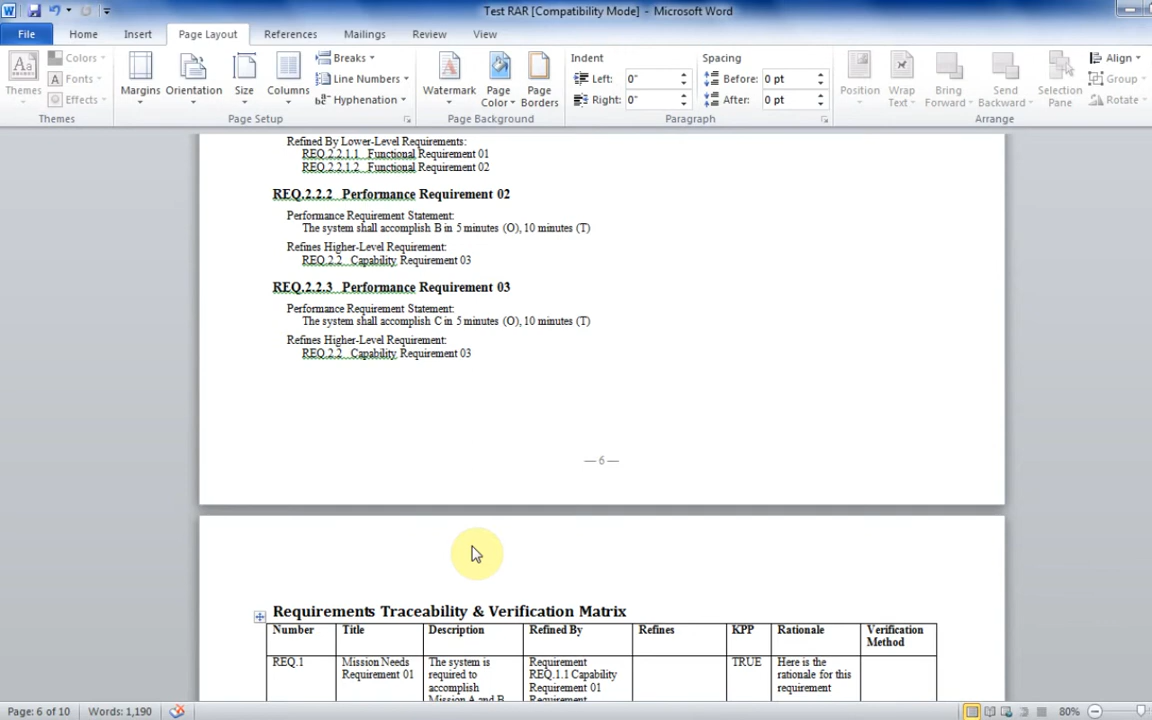 Test RAR [Compatibility Mode] - Microsoft Word
File Home Insert Page Layout References Mailings Review View
Themes
Colors
Fonts
Effects
Themes
Margins
Orientation
Size
Columns
Breaks
Line Numbers
Hyphenation
Page Setup
Watermark
Page Color
Page Borders
Page Background
Indent
Left: 0"
Right: 0"
Spacing
Before: 0 pt
After: 0 pt
Paragraph
Position
Wrap Text
Bring Forward
Send Backward
Selection Pane
Align
Group
Rotate
Arrange
Refined By Lower-Level Requirements:
REQ.2.2.1.1 Functional Requirement 01
REQ.2.2.1.2 Functional Requirement 02
REQ.2.2.2 Performance Requirement 02
Performance Requirement Statement:
The system shall accomplish B in 5 minutes (O), 10 minutes (T)
Refines Higher-Level Requirement:
REQ.2.2 Capability Requirement 03
REQ.2.2.3 Performance Requirement 03
Performance Requirement Statement:
The system shall accomplish C in 5 minutes (O), 10 minutes (T)
Refines Higher-Level Requirement:
REQ.2.2 Capability Requirement 03
— 6 —
Requirements Traceability & Verification Matrix
Number Title Description Refined By Refines KPP Rationale Verification
Method
REQ.1 Mission Needs The system is Requirement TRUE Here is the
Requirement 01 required to REQ.1.1 Capability rationale for this
accomplish Requirement 01 requirement
Mission A and B Requirement
Page: 6 of 10 Words: 1,190 80%